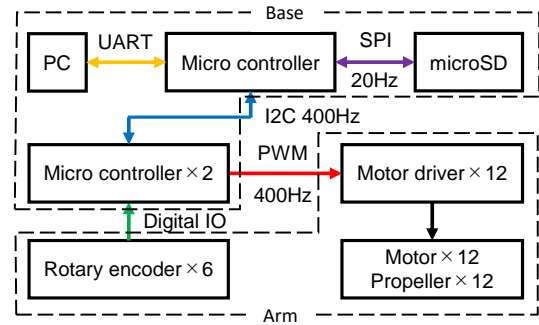 Base
UART
SPI
PC
Micro controller
microSD
20Hz
I2C 400Hz
PWM
Micro controller×2
Motor driver×12
400Hz
Digital IO
Rotary encoder×6
Motor×12
Propeller×12
Arm